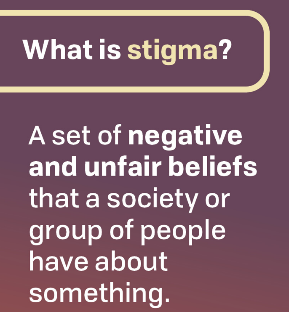 What is stigma?
A set of negative
and unfair beliefs
that a society or
group of people
have about
something.